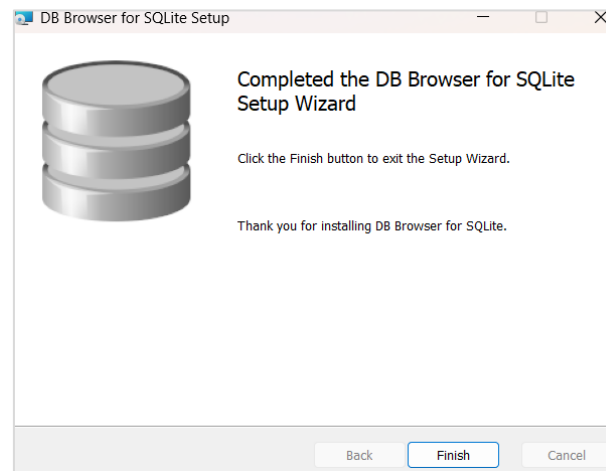 DB Browser for SQLite Setup
Completed the DB Browser for SQLite
Setup Wizard
Click the Finish button to exit the Setup Wizard.
Thank you for installing DB Browser for SQLite.
Back
Finish
Cancel